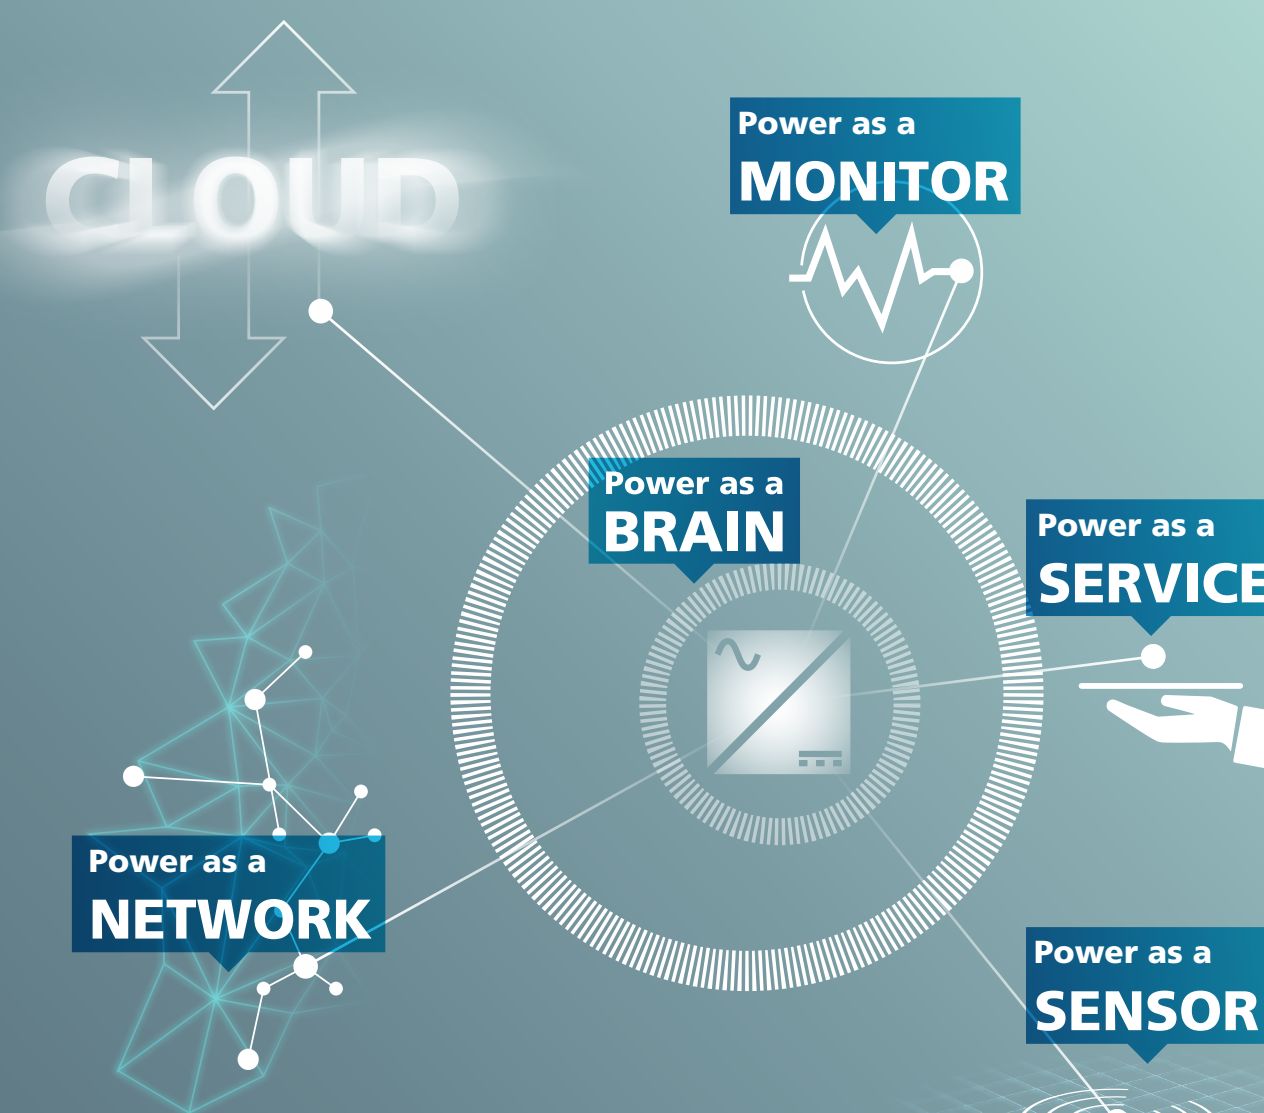 CLOUD
Power as a
MONITOR
Power as a
BRAIN
Power as a
SERVICE
Power as a
NETWORK
Power as a
SENSOR